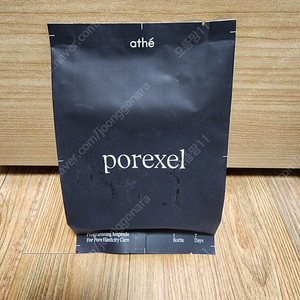 athé
porexel
Programming Ampoule
For Pore Elasticity Care
Bottle
Days